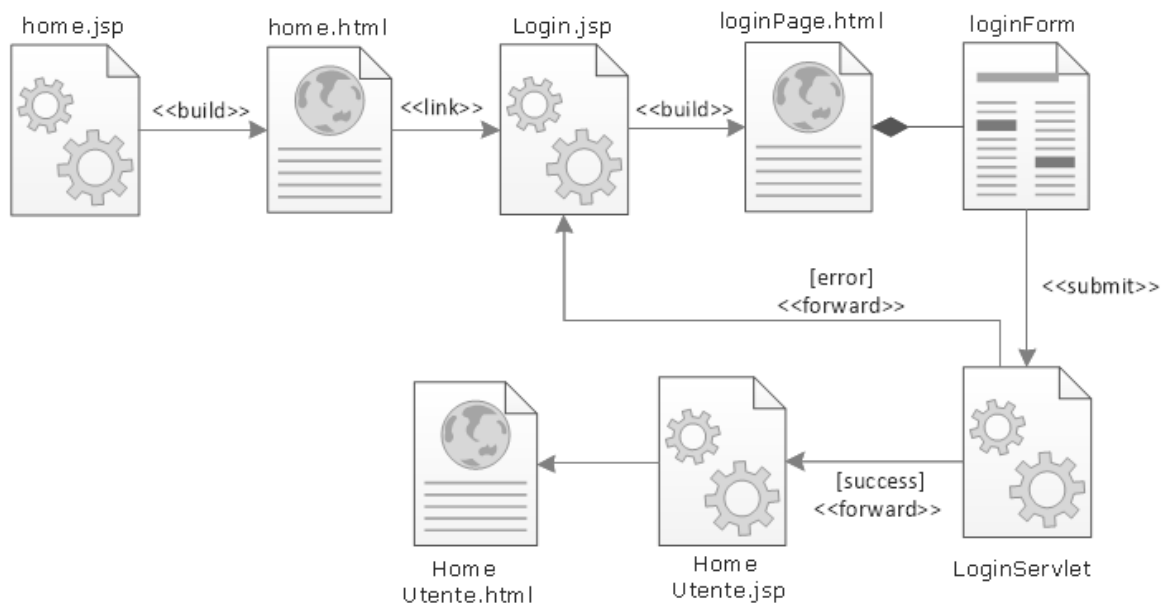 home.jsp
home.html
Login.jsp
loginPage.html
loginForm
<<build>>
<<link>>
<<build>>
[error]
<<forward>>
<<submit>>
[success]
<<forward>>
Home
Utente.html
Home
Utente.jsp
LoginServlet